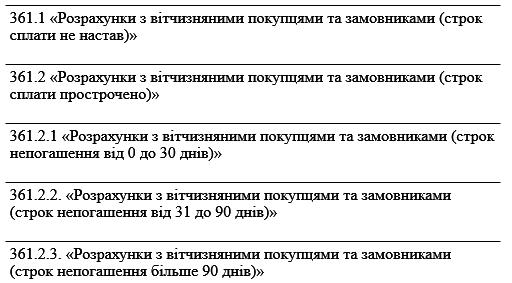 361.1 «Розрахунки з вітчизняними покупцями та замовниками (строк
сплати не настав)»
361.2 «Розрахунки з вітчизняними покупцями та замовниками (строк
сплати прострочено)»
361.2.1 «Розрахунки з вітчизняними покупцями та замовниками (строк
непогашення від 0 до 30 днів)»
361.2.2. «Розрахунки з вітчизняними покупцями та замовниками
(строк непогашення від 31 до 90 днів)»
361.2.3. «Розрахунки з вітчизняними покупцями та замовниками
(строк непогашення більше 90 днів)»